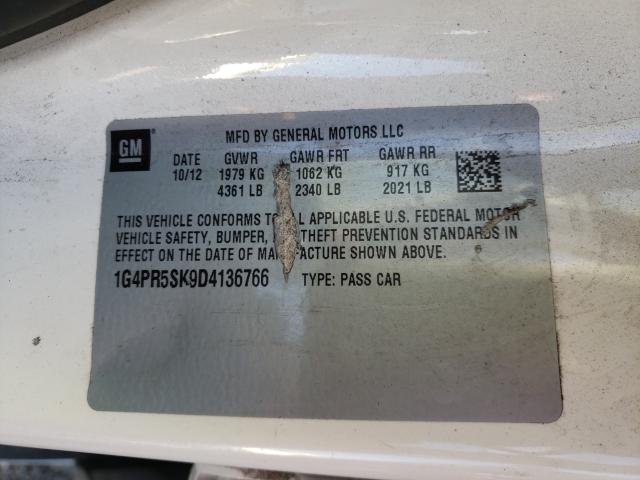 GM
MFD BY GENERAL MOTORS LLC
DATE GVWR GAWR FRT GAWR RR
10/12 1979 KG 1062 KG 917 KG
4361 LB 2340 LB 2021 LB
THIS VEHICLE CONFORMS TO ALL APPLICABLE U.S. FEDERAL MOTOR
VEHICLE SAFETY, BUMPER, THEFT PREVENTION STANDARDS IN
EFFECT ON THE DATE OF MANUFACTURE SHOWN ABOVE.
1G4PR5SK9D4136766 TYPE: PASS CAR